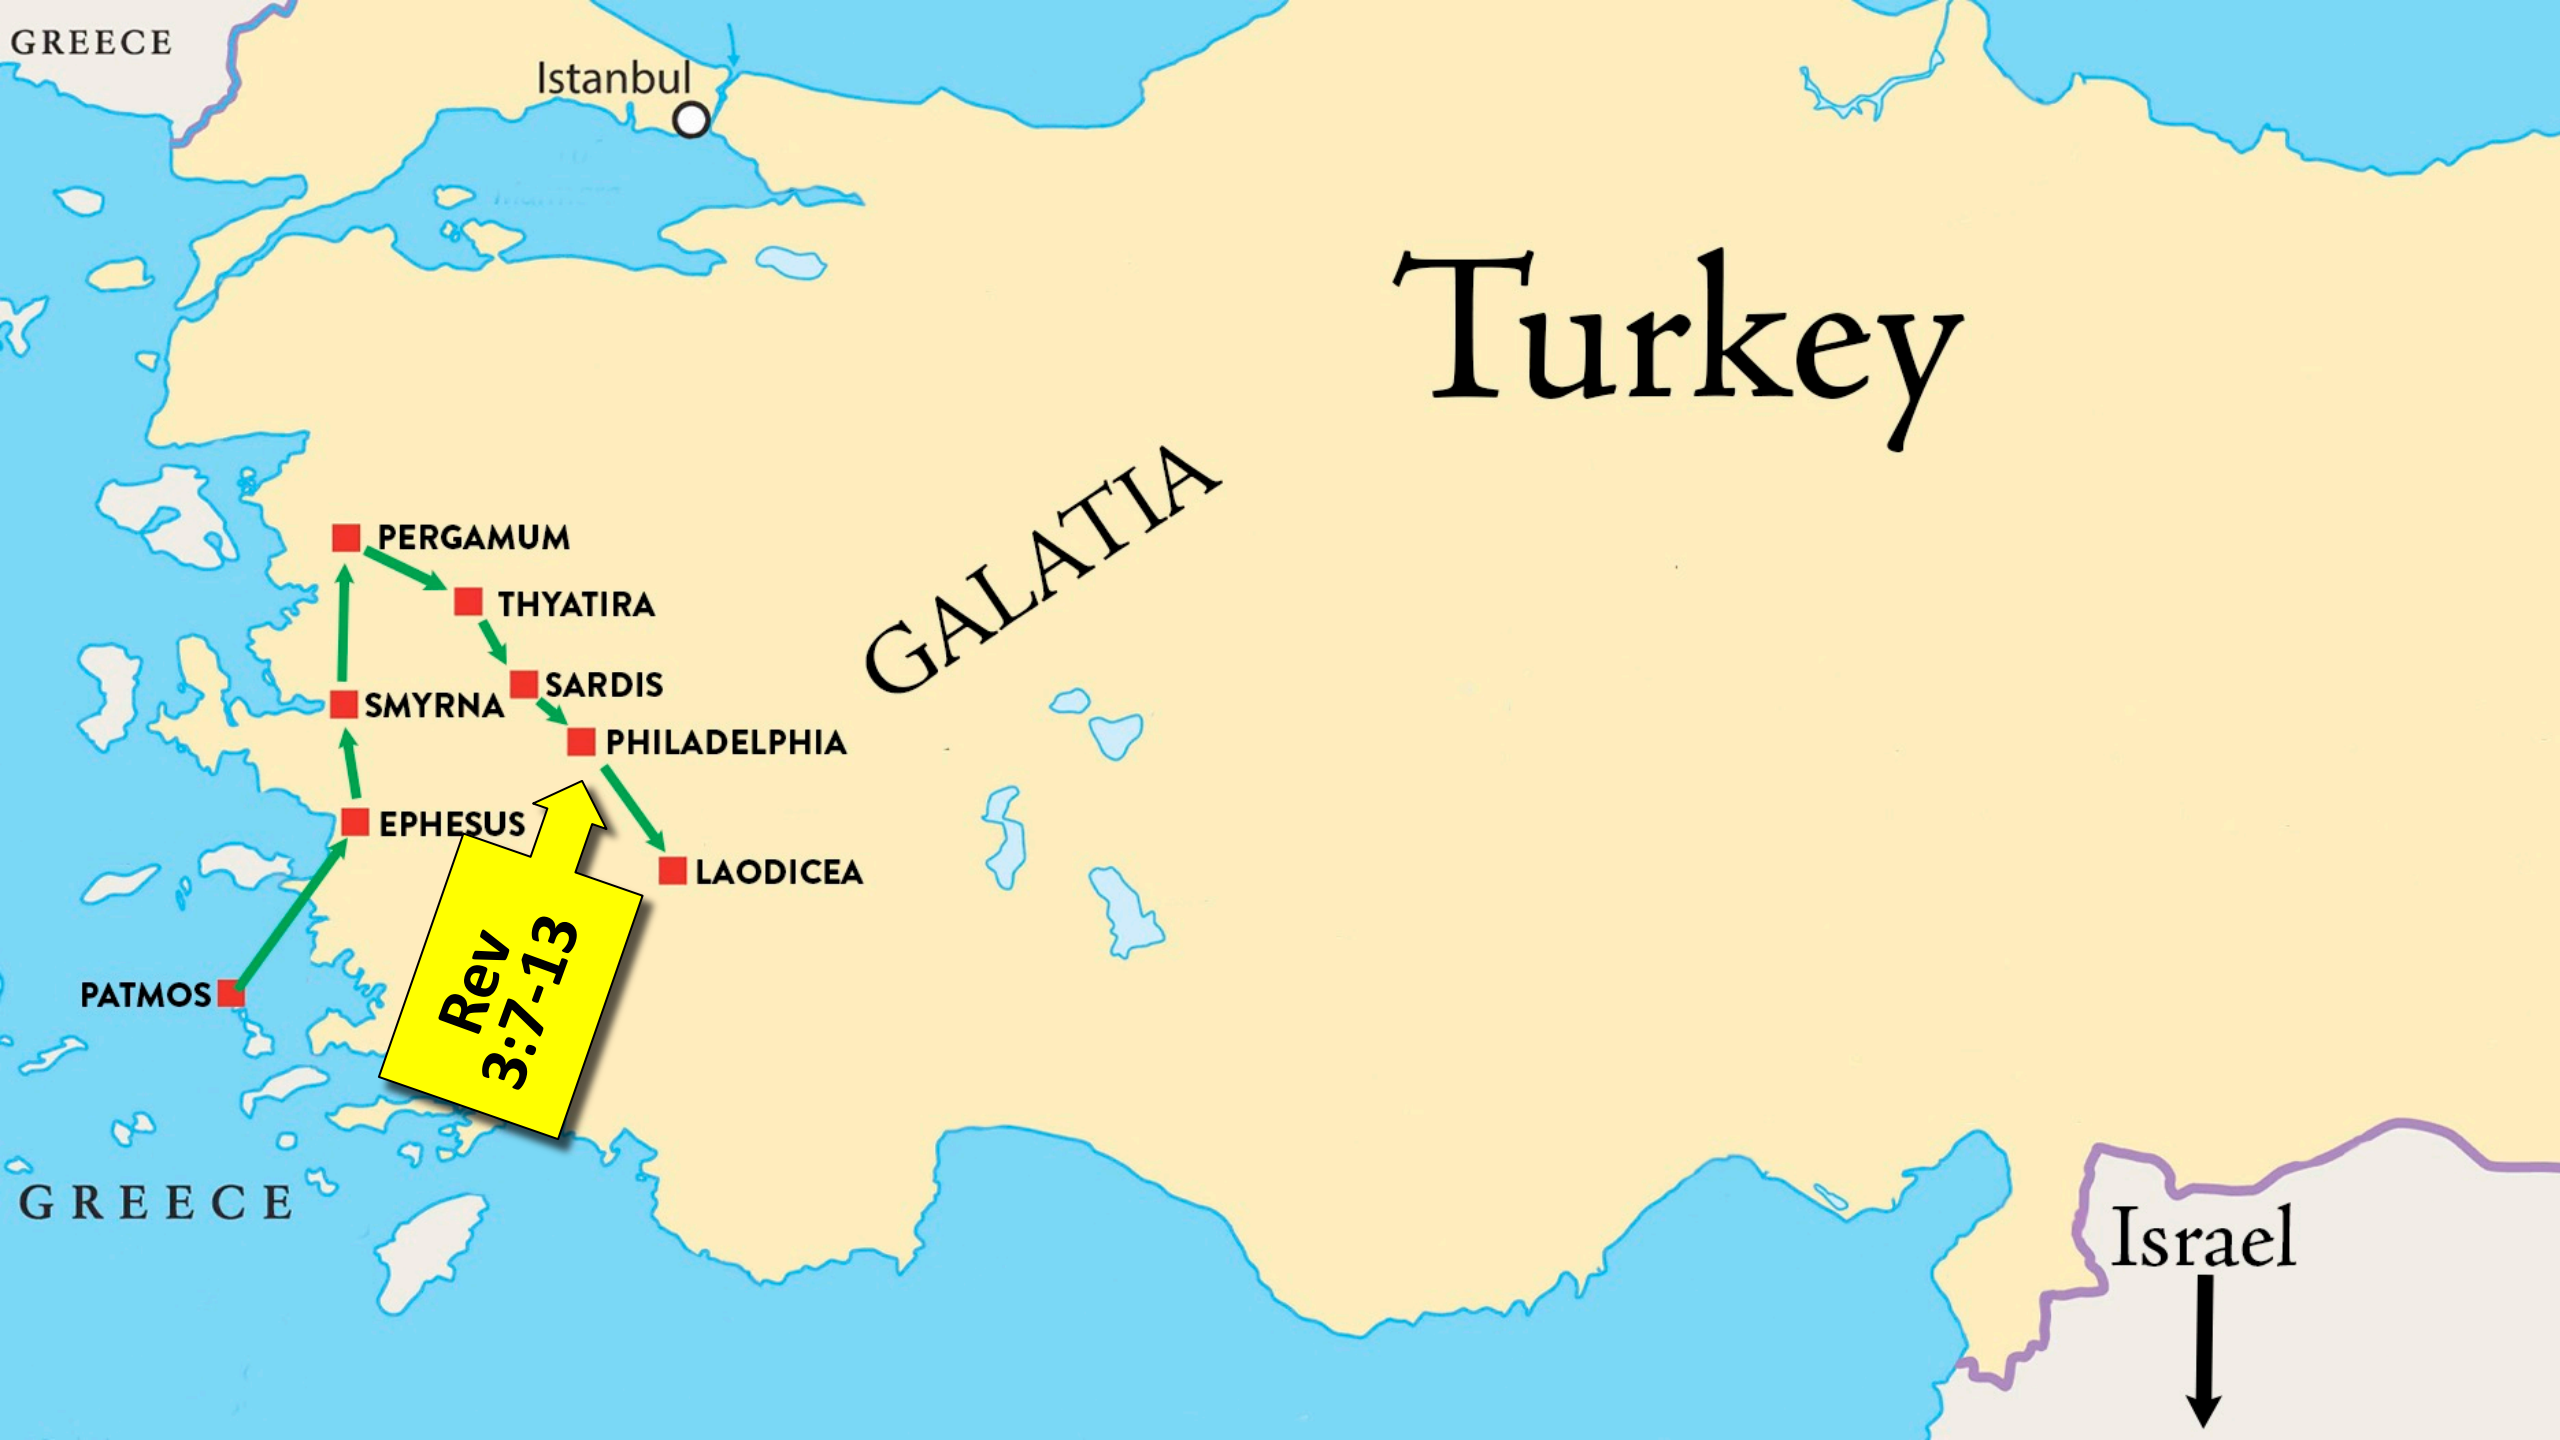 GREECE
Istanbul
Turkey
GALATIA
PERGAMUM
THYATIRA
SARDIS
SMYRNA
PHILADELPHIA
EPHESUS
LAODICEA
Rev
3:7-13
PATMOS
GREECE
Israel